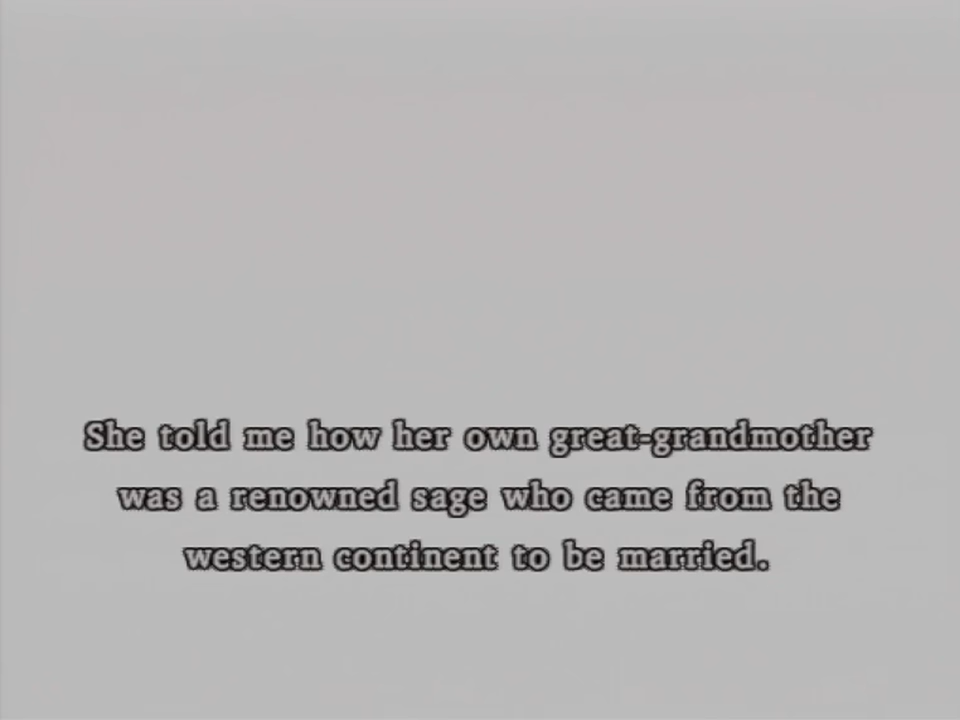 She told me how her own great-grandmother
was a renowned sage who came from the
western continent to be married.